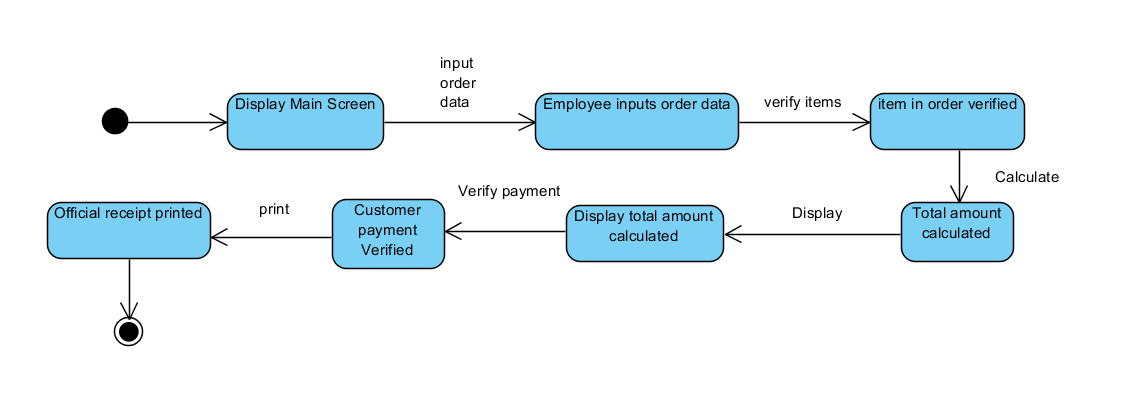 input
order
data
Display Main Screen
Employee inputs order data
verify items
item in order verified
Calculate
Official receipt printed
print
Customer
payment
Verified
Verify payment
Display total amount
calculated
Display
Total amount
calculated